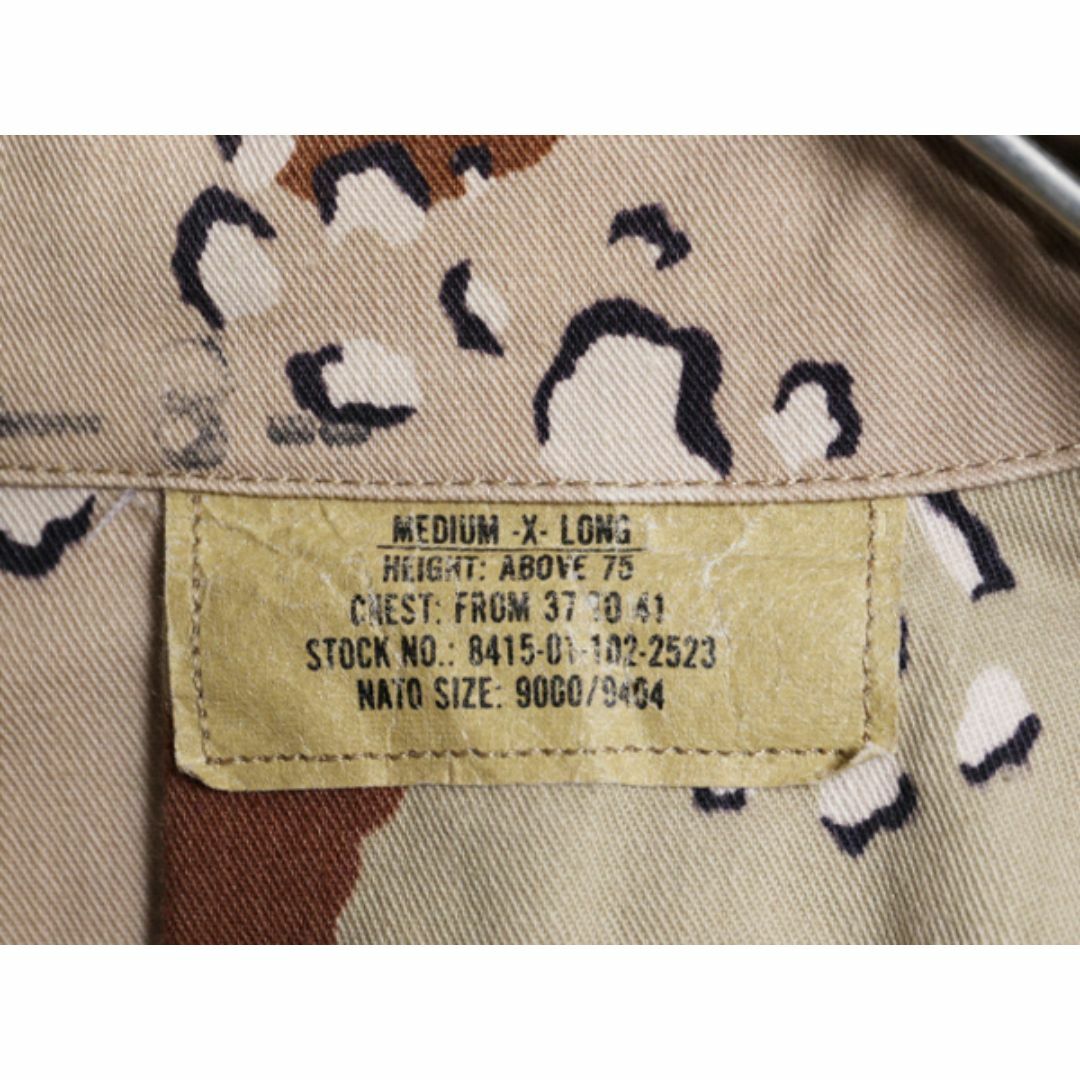 MEDIUM -X- LONG
HEIGHT: ABOVE 75
CHEST: FROM 37 TO 41
STOCK NO.: 8415-01-102-2523
NATO SIZE: 9000/9404